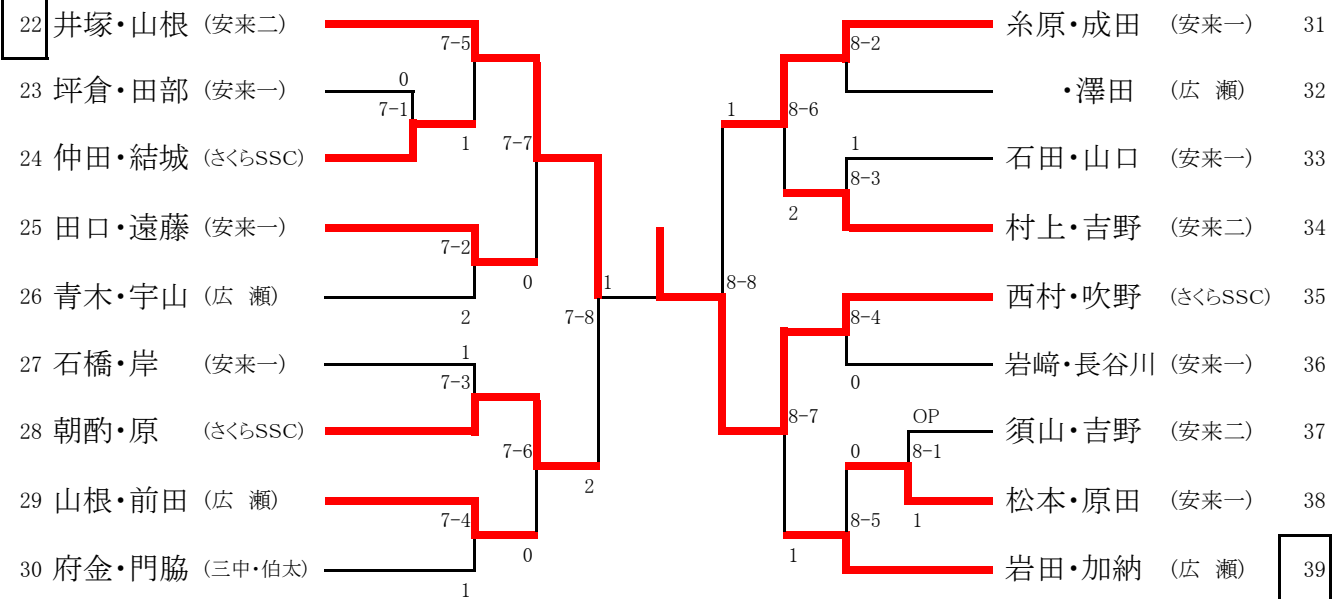 22 井塚・山根 (安来二)
7-5
23 坪倉・田部 (安来一)
0
7-1
24 仲田・結城 (さくらSSC)
1
7-7
25 田口・遠藤 (安来一)
7-2
26 青木・宇山 (広 瀬)
0
2
1
7-8
27 石橋・岸 (安来一)
1
7-3
28 朝酌・原 (さくらSSC)
7-6
2
29 山根・前田 (広 瀬)
7-4
0
30 府金・門脇 (三中・伯太)
1
糸原・成田 (安来一) 31
8-2
・澤田 (広 瀬) 32
1
8-6
石田・山口 (安来一) 33
1
8-3
村上・吉野 (安来二) 34
2
8-8
西村・吹野 (さくらSSC) 35
8-4
岩﨑・長谷川 (安来一) 36
0
8-7
須山・吉野 (安来二) 37
OP
8-1
0
松本・原田 (安来一) 38
1
8-5
岩田・加納 (広 瀬) 39
1